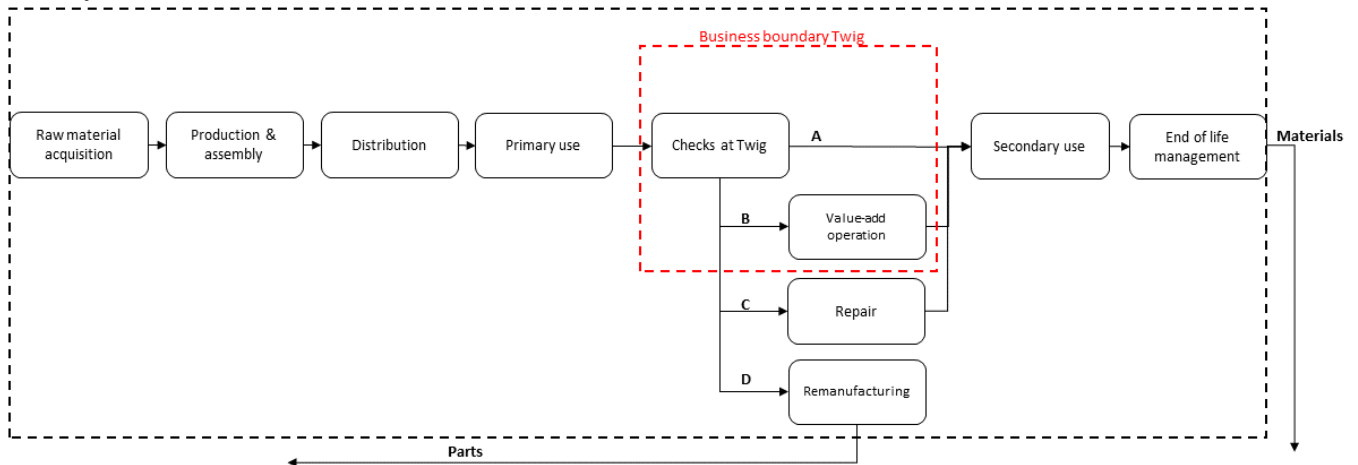 Business boundary Twig
Raw material
acquisition
Production &
assembly
Distribution
Primary use
Checks at Twig
A
Secondary use
End of life
management
Materials
B
Value-add
operation
C
Repair
D
Remanufacturing
Parts